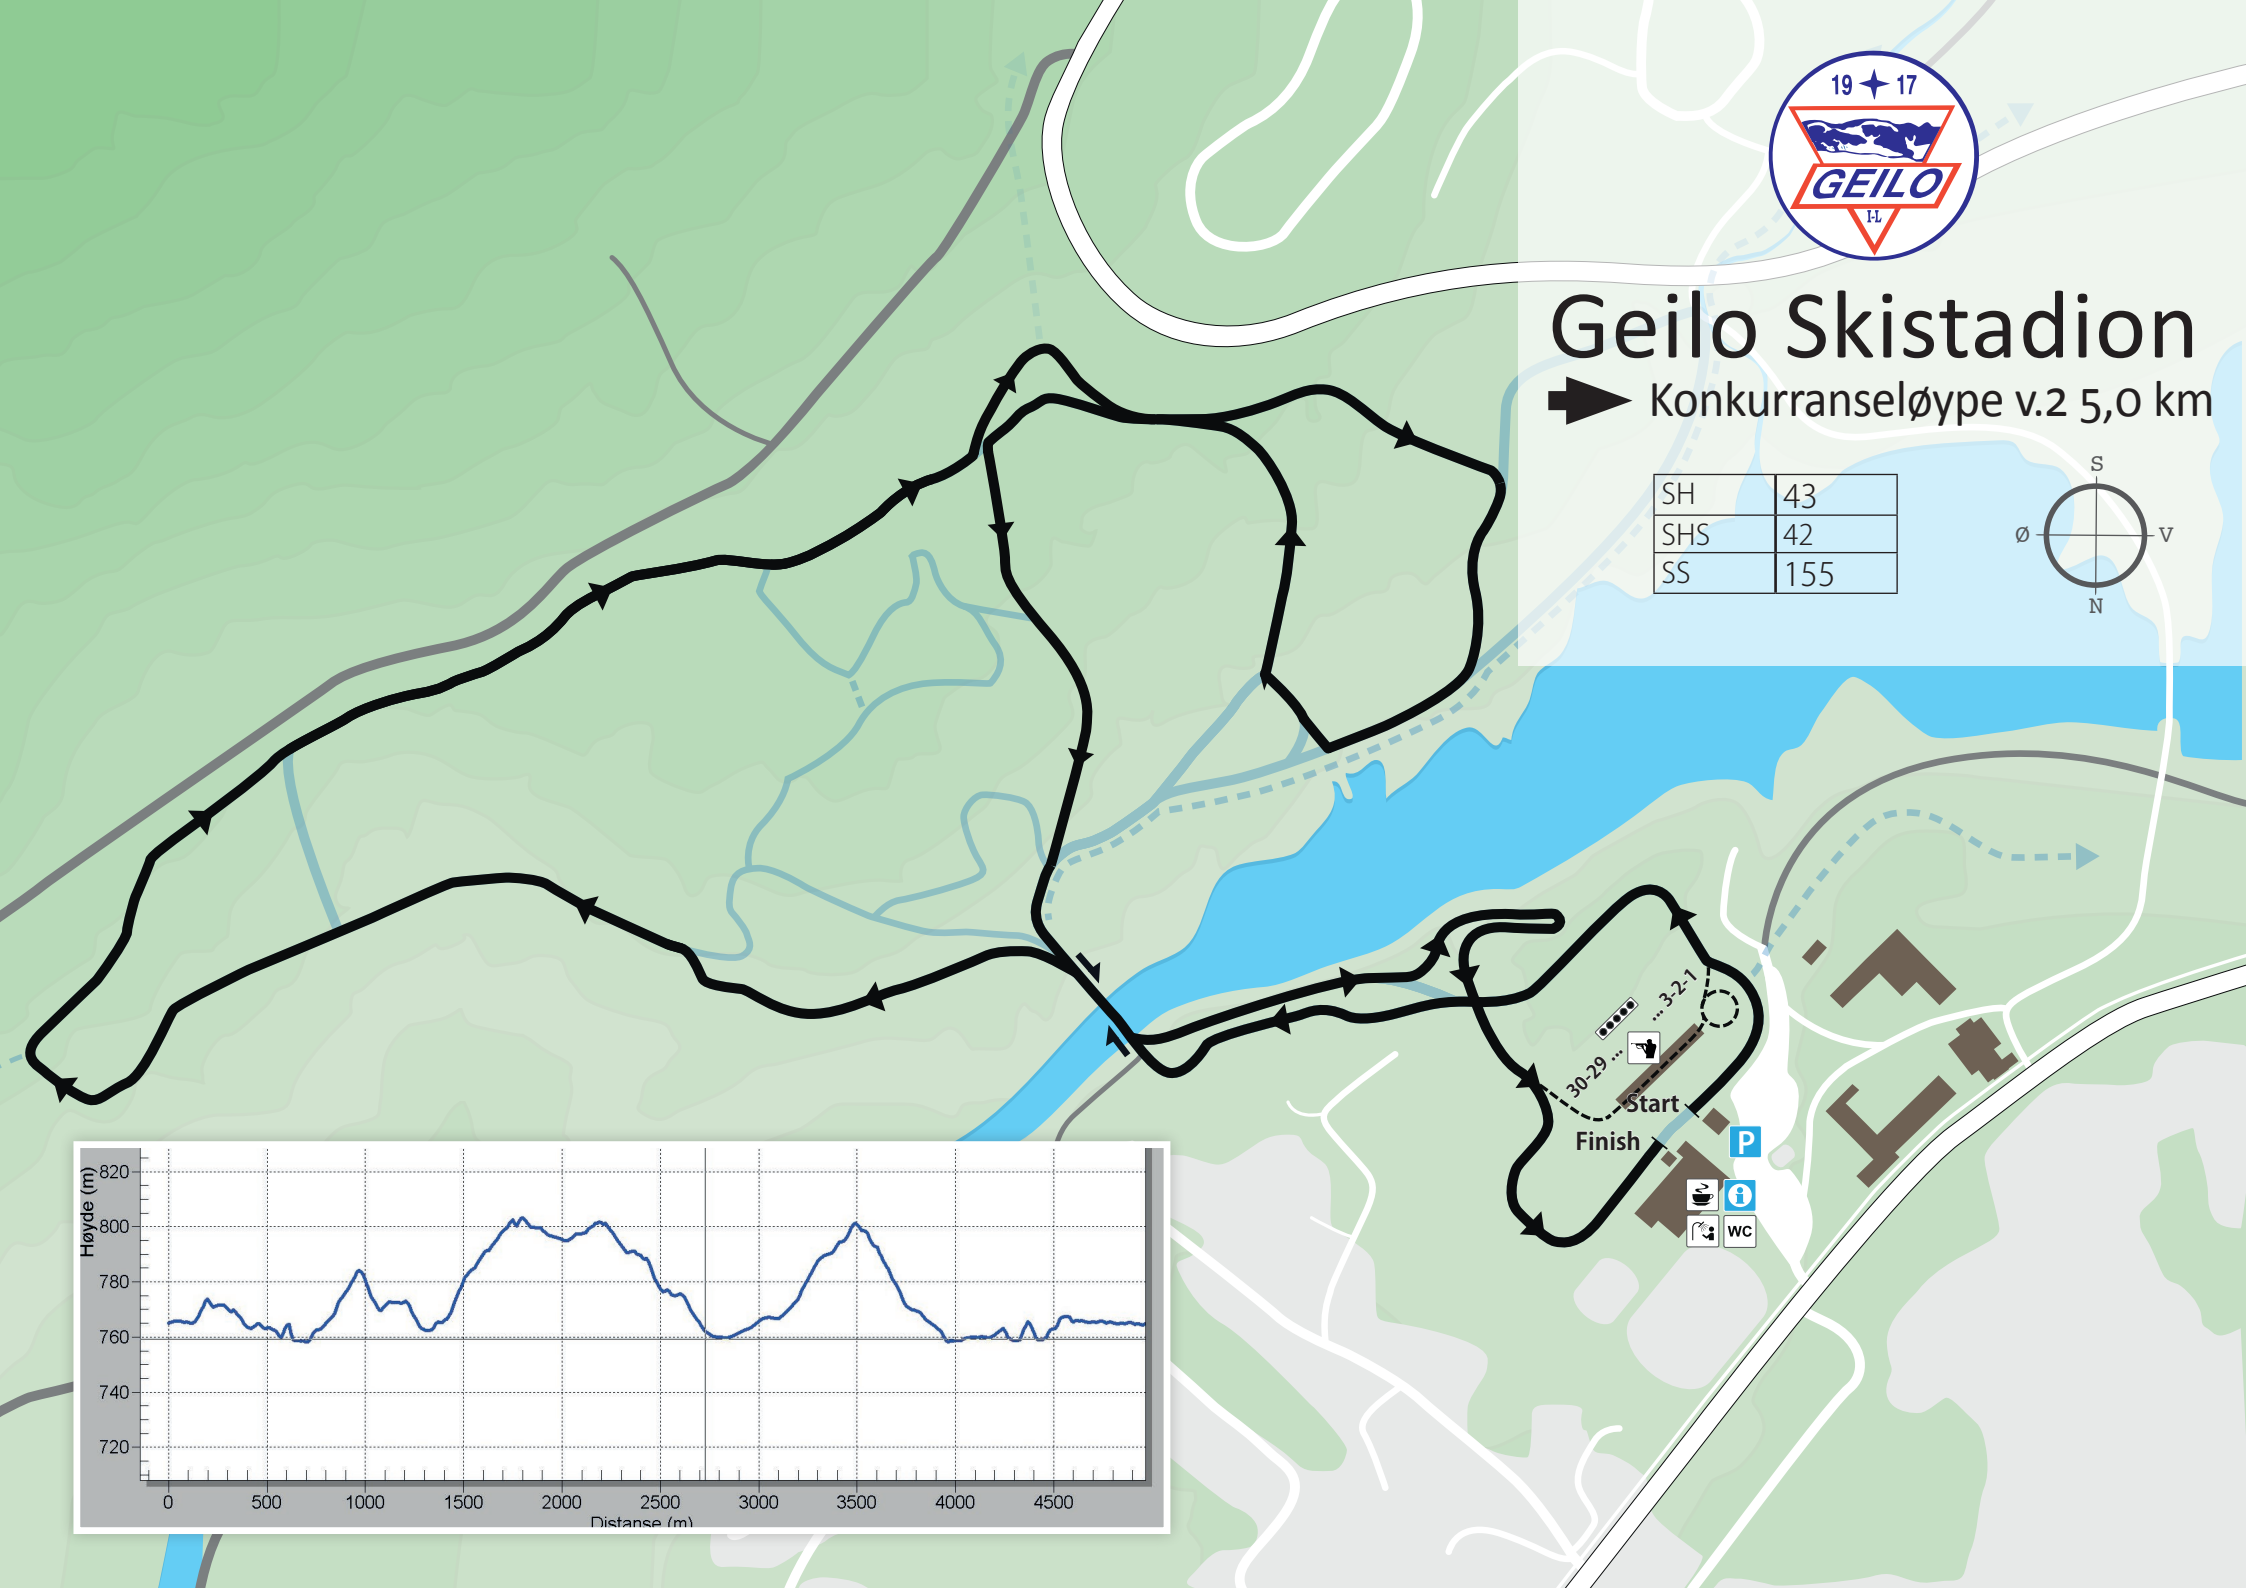 19 17
GEILO
I-L
Geilo Skistadion
Konkurranseløype v.2 5,0 km
SH 43
SHS 42
SS 155
S
Ø V
N
30-29 ... ... 3-2-1
Start
Finish
P
i
WC
Høyde (m)
820
800
780
760
740
720
0 500 1000 1500 2000 2500 3000 3500 4000 4500
Distanse (m)